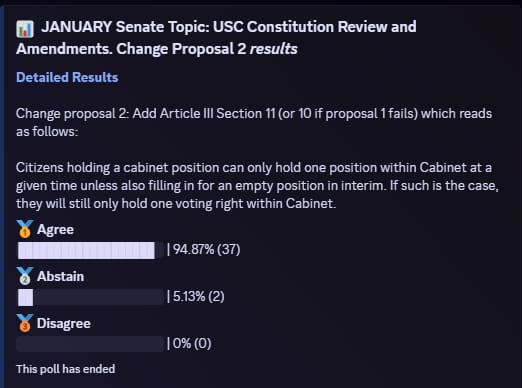 📊 JANUARY Senate Topic: USC Constitution Review and
Amendments. Change Proposal 2 results
Detailed Results
Change proposal 2: Add Article III Section 11 (or 10 if proposal 1 fails) which reads
as follows:
Citizens holding a cabinet position can only hold one position within Cabinet at a
given time unless also filling in for an empty position in interim. If such is the case,
they will still only hold one voting right within Cabinet.
🥇 Agree
| 94.87% (37)
🥈 Abstain
| 5.13% (2)
🥉 Disagree
| 0% (0)
This poll has ended